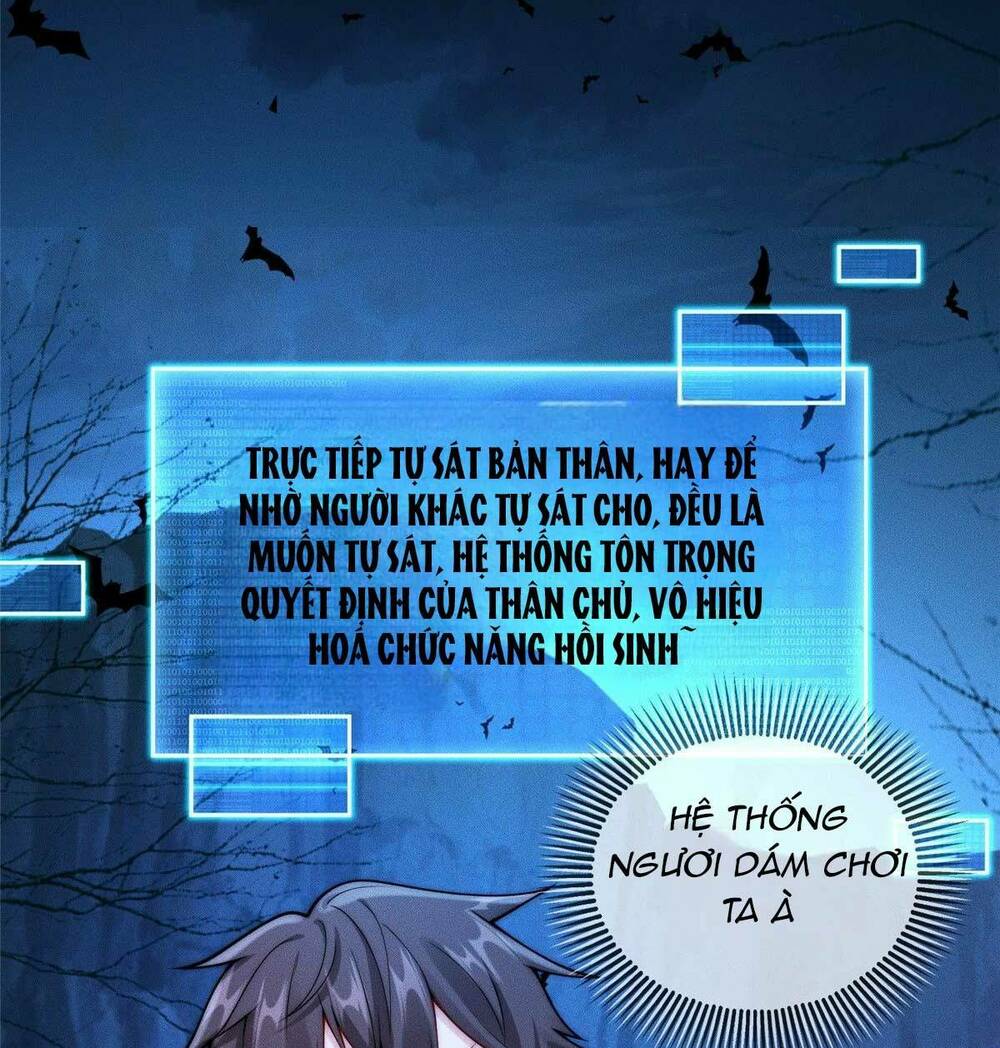 TRỰC TIẾP TỰ SÁT BẢN THÂN, HAY ĐỂ
NHỜ NGƯỜI KHÁC TỰ SÁT CHO, ĐỀU LÀ
MUỐN TỰ SÁT, HỆ THỐNG TÔN TRỌNG
QUYẾT ĐỊNH CỦA THÂN CHỦ, VÔ HIỆU
HOÁ CHỨC NĂNG HỒI SINH~
HỆ THỐNG
NGƯƠI DÁM CHƠI
TA À